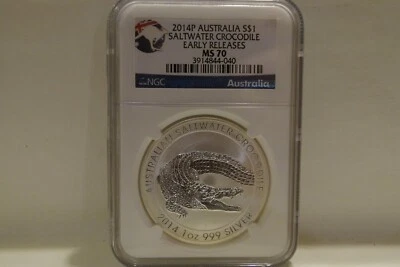 2014P AUSTRALIA S$1
SALTWATER CROCODILE
EARLY RELEASES
MS 70
3914844-040
NGC Australia
AUSTRALIAN SALTWATER CROCODILE
2014 1oz 999 SILVER